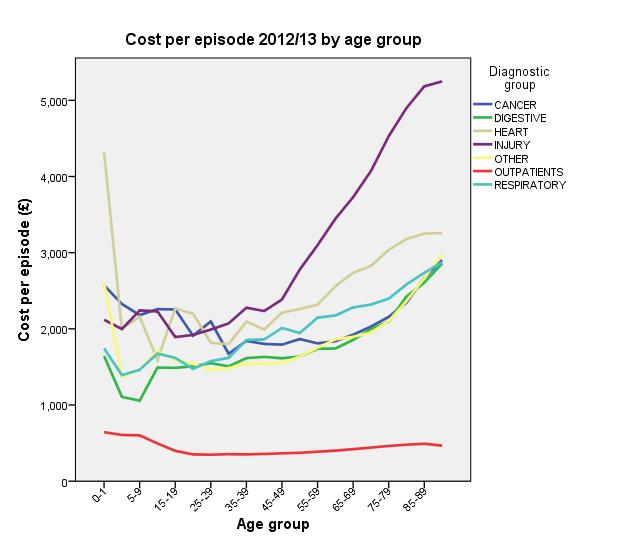 Cost per episode 2012/13 by age group
Diagnostic
group
CANCER
DIGESTIVE
HEART
INJURY
OTHER
OUTPATIENTS
RESPIRATORY
Cost per episode (£)
5,000
4,000
3,000
2,000
1,000
0
0-1
5-9
15-19
25-29
35-39
45-49
55-59
65-69
75-79
85-89
Age group